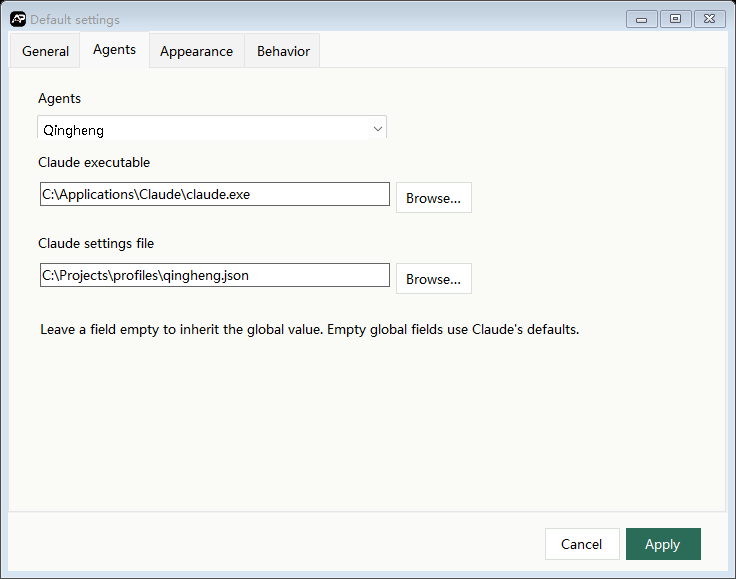 AP Default settings
General Agents Appearance Behavior
Agents
Qingheng
Claude executable
C:\Applications\Claude\claude.exe Browse...
Claude settings file
C:\Projects\profiles\qingheng.json Browse...
Leave a field empty to inherit the global value. Empty global fields use Claude's defaults.
Cancel Apply